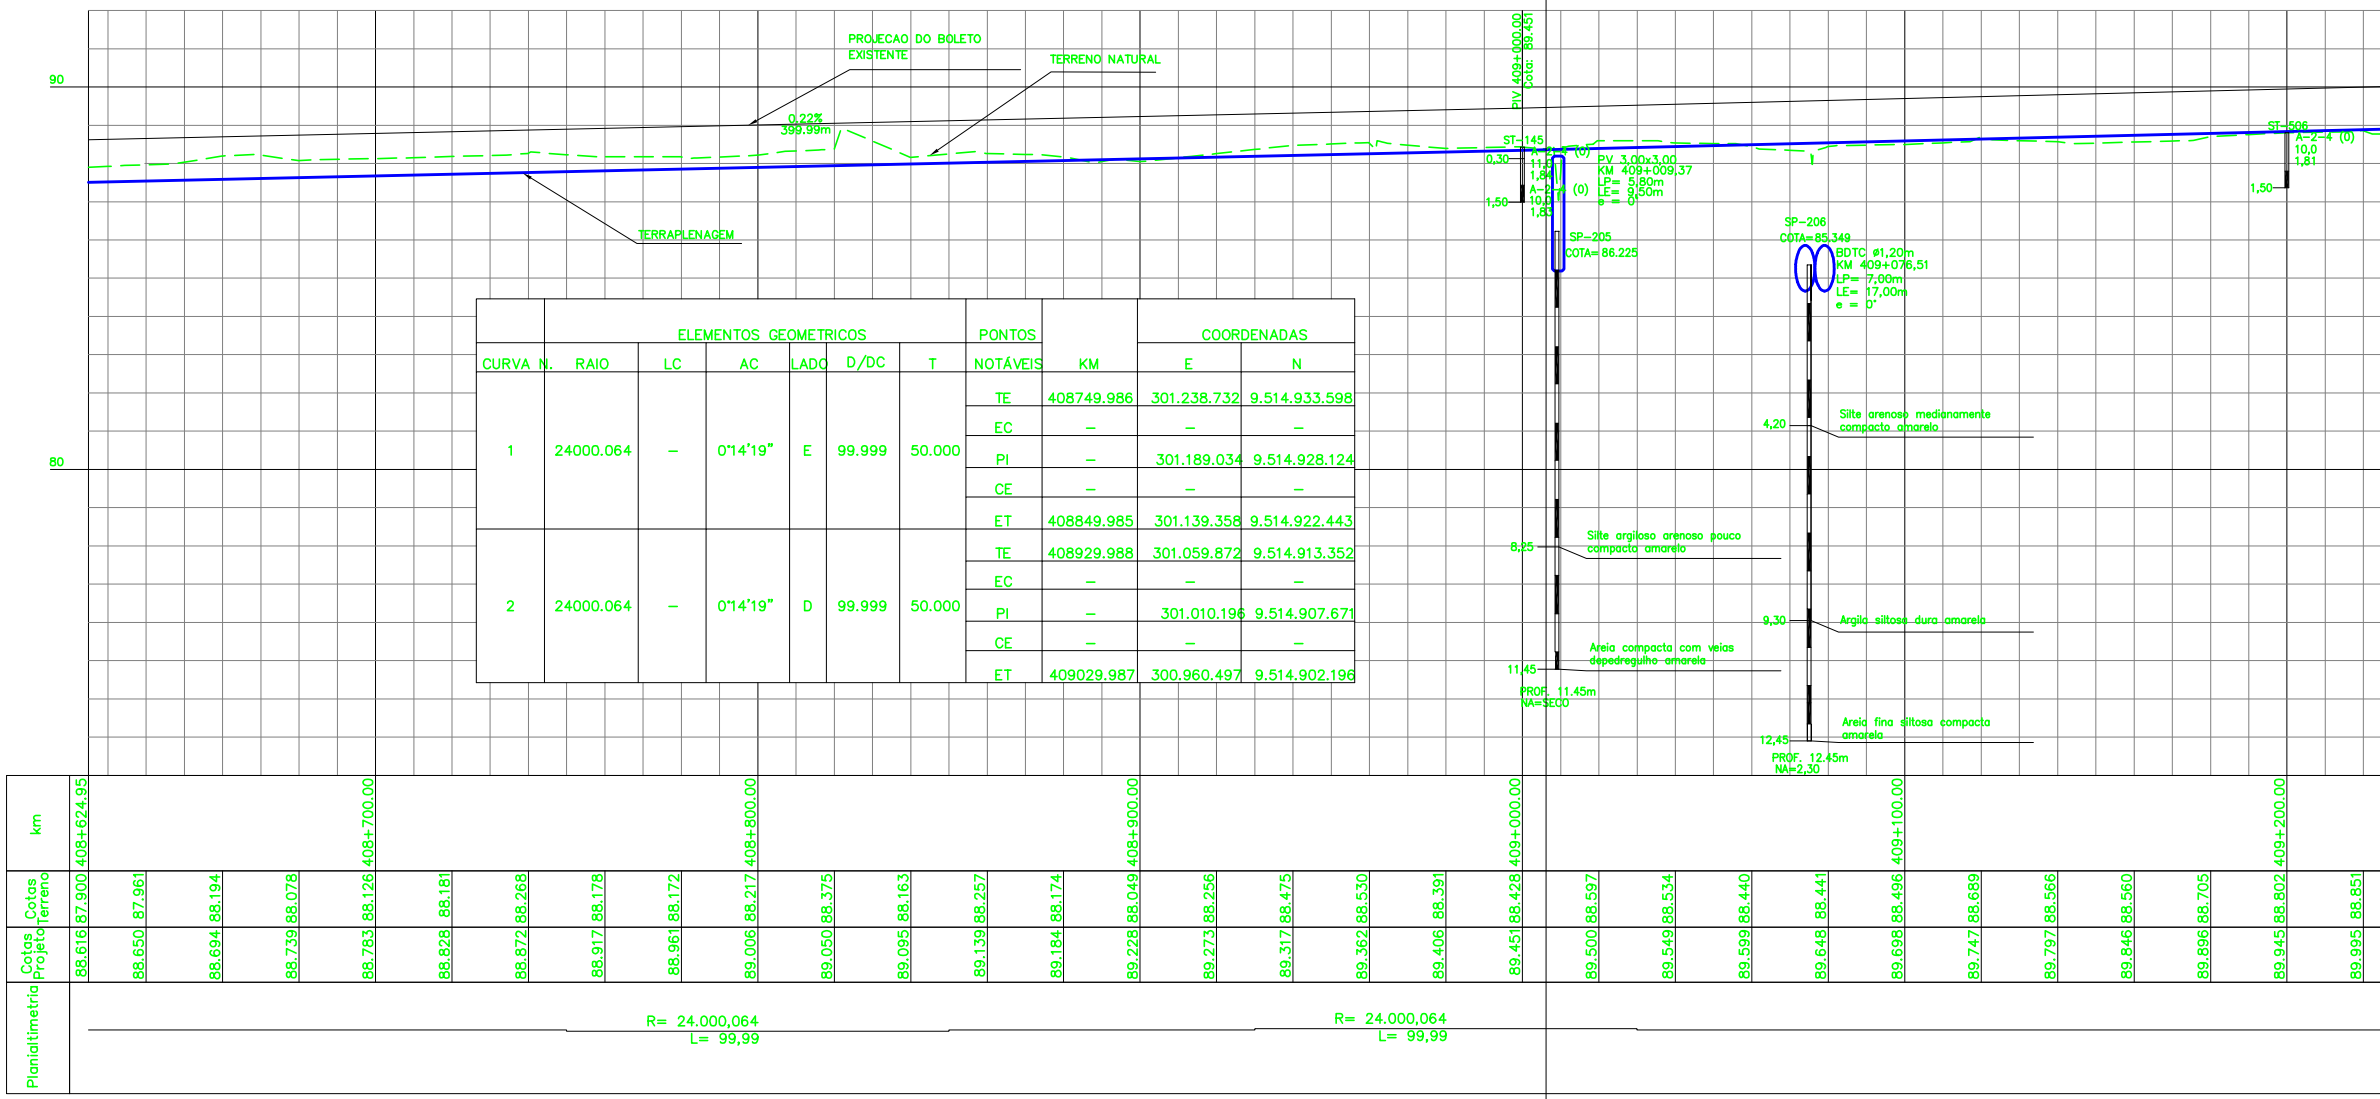 PROJECAO DO BOLETO
EXISTENTE
TERRENO NATURAL
PIV 409+000.00
Cota: 89.451
90
0.22%
399.99m
TERRAPLENAGEM
ST-145
0,30
1,50
A-2-4 (0)
A-2-4 (0)
10,0
1,83
PV 3,00x3,00
KM 409+009,37
LP= 5,80m
LE= 9,50m
e = 0°
SP-205
COTA=86.225
SP-206
COTA=85.349
BDTC ø1,20m
KM 409+076,51
LP= 7,00m
LE= 17,00m
e = 0°
ST-506
A-2-4 (0)
10,0
1,81
1,50
80
ELEMENTOS GEOMETRICOS PONTOS COORDENADAS
CURVA N. RAIO LC AC LADO D/DC T NOTÁVEIS KM E N
TE 408749.986 301.238.732 9.514.933.598
EC - - -
1 24000.064 - 0°14'19" E 99.999 50.000
PI - 301.189.034 9.514.928.124
CE - - -
ET 408849.985 301.139.358 9.514.922.443
TE 408929.988 301.059.872 9.514.913.352
EC - - -
2 24000.064 - 0°14'19" D 99.999 50.000
PI - 301.010.196 9.514.907.671
CE - - -
ET 409029.987 300.960.497 9.514.902.196
8,25
Silte argiloso arenoso pouco
compacto amarelo
11,45
Areia compacta com veias
depedregulho amarela
PROF. 11.45m
NA=SECO
4,20
Silte arenoso medianamente
compacto amarelo
9,30
Argila siltosa dura amarela
12,45
Areia fina siltosa compacta
amarela
PROF. 12.45m
NA=2,30
km
408+624.95 408+700.00 408+800.00 408+900.00 409+000.00 409+100.00 409+200.00
Cotas
Terreno
87.900 87.961 88.194 88.078 88.126 88.181 88.268 88.178 88.172 88.217 88.375 88.163 88.257 88.174 88.049 88.256 88.475 88.530 88.391 88.428 88.597 88.534 88.440 88.441 88.496 88.689 88.566 88.560 88.705 88.802 88.851
Cotas
Projeto
88.616 88.650 88.694 88.739 88.783 88.828 88.872 88.917 88.961 89.006 89.050 89.095 89.139 89.184 89.228 89.273 89.317 89.362 89.406 89.451 89.500 89.549 89.599 89.648 89.698 89.747 89.797 89.846 89.896 89.945 89.995
Planialtimetria
R= 24.000,064
L= 99,99
R= 24.000,064
L= 99,99